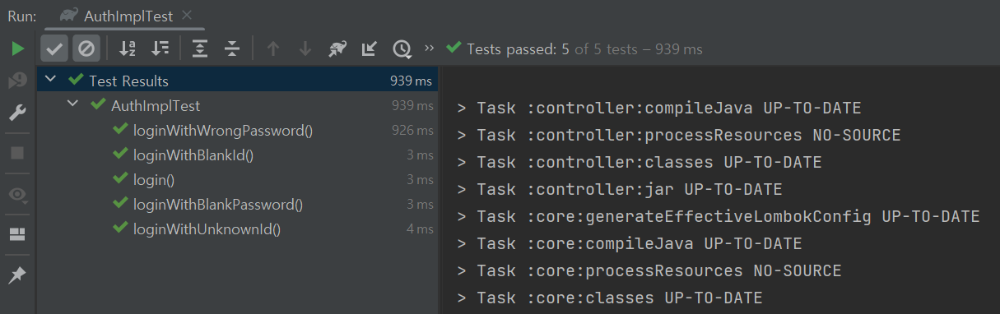 Run: AuthImplTest
Tests passed: 5 of 5 tests – 939 ms
Test Results 939 ms
AuthImplTest 939 ms
loginWithWrongPassword() 926 ms
loginWithBlankId() 3 ms
login() 3 ms
loginWithBlankPassword() 3 ms
loginWithUnknownId() 4 ms
> Task :controller:compileJava UP-TO-DATE
> Task :controller:processResources NO-SOURCE
> Task :controller:classes UP-TO-DATE
> Task :controller:jar UP-TO-DATE
> Task :core:generateEffectiveLombokConfig UP-TO-DATE
> Task :core:compileJava UP-TO-DATE
> Task :core:processResources NO-SOURCE
> Task :core:classes UP-TO-DATE